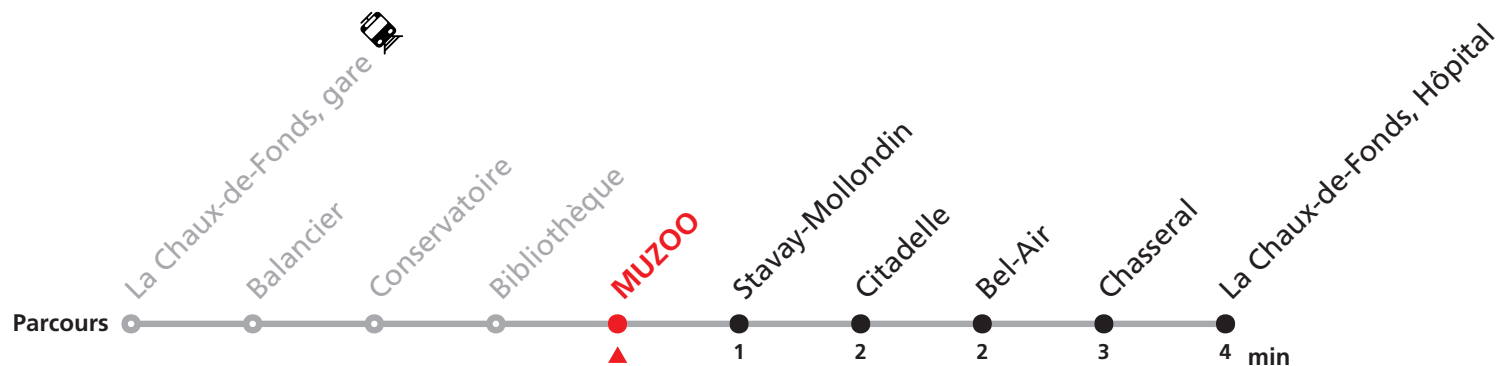 La Chaux-de-Fonds, gare
Balancier
Conservatoire
Bibliothèque
MUZOO
Stavay-Mollondin
Citadelle
Bel-Air
Chasseral
La Chaux-de-Fonds, Hôpital
Parcours
1 2 2 3 4 min